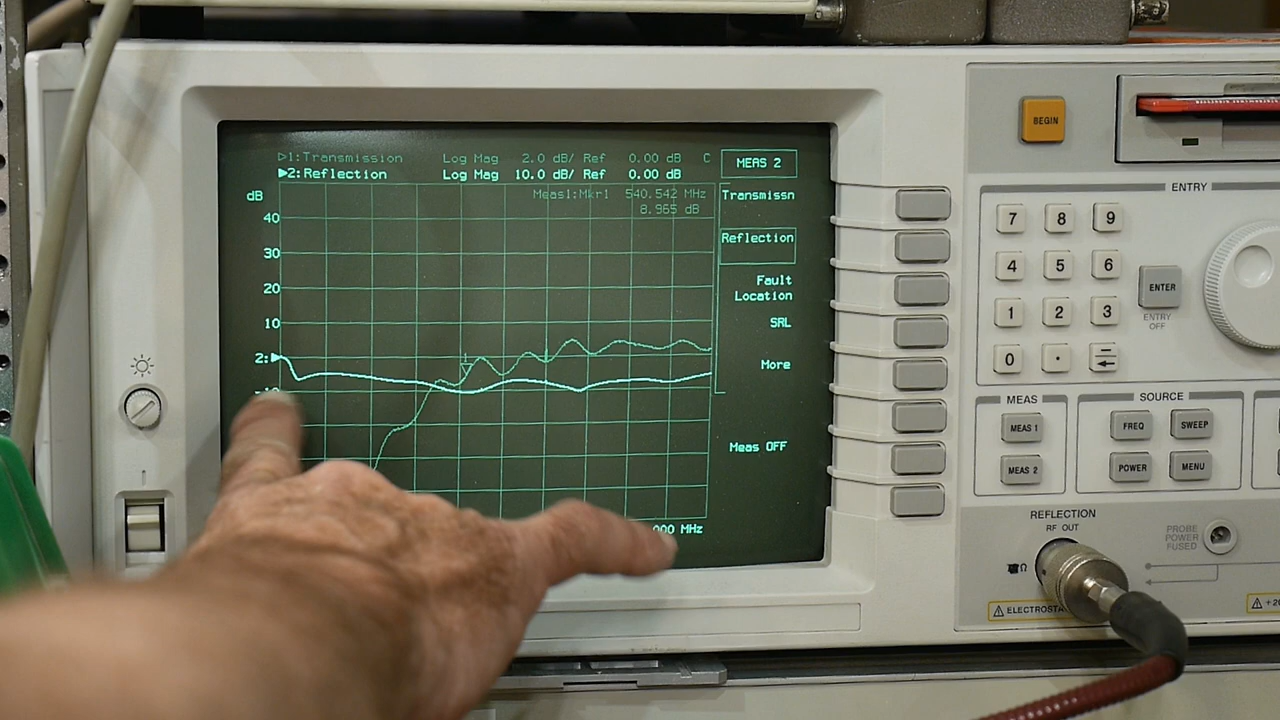 ▷1:Transmission Log Mag 2.0 dB/ Ref 0.00 dB C
▶2:Reflection Log Mag 10.0 dB/ Ref 0.00 dB
dB
Meas1:Mkr1 540.542 MHz
8.965 dB
40
30
20
10
2:▶
1
000 MHz
MEAS 2
Transmissn
Reflection
Fault
Location
SRL
More
Meas OFF
BEGIN
ENTRY
7 8 9
4 5 6
1 2 3
0 ·
ENTER
ENTRY
OFF
MEAS
MEAS 1
MEAS 2
SOURCE
FREQ SWEEP
POWER MENU
REFLECTION
RF OUT
Ω
PROBE
POWER
FUSED
ELECTROSTA
+20